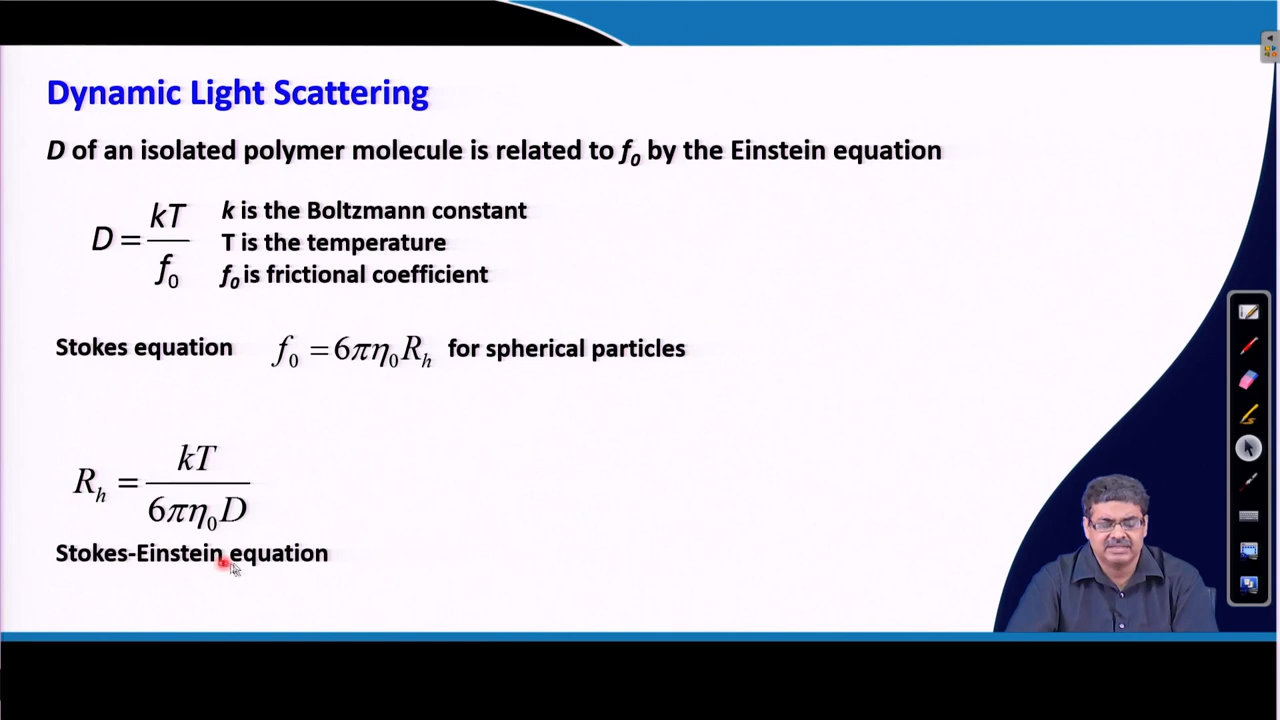 Dynamic Light Scattering
D of an isolated polymer molecule is related to f₀ by the Einstein equation
D = kT / f₀
k is the Boltzmann constant
T is the temperature
f₀ is frictional coefficient
Stokes equation f₀ = 6πη₀Rₕ for spherical particles
Rₕ = kT / 6πη₀D
Stokes-Einstein equation